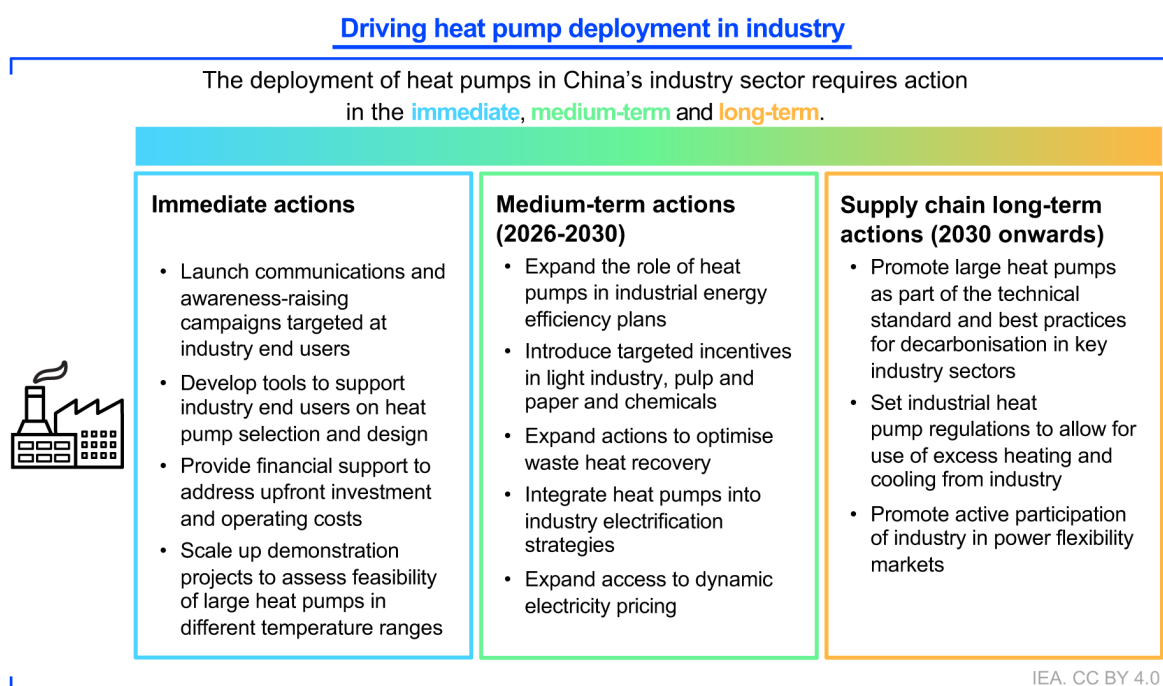 Driving heat pump deployment in industry
The deployment of heat pumps in China's industry sector requires action
in the immediate, medium-term and long-term.
Immediate actions
• Launch communications and
awareness-raising
campaigns targeted at
industry end users
• Develop tools to support
industry end users on heat
pump selection and design
• Provide financial support to
address upfront investment
and operating costs
• Scale up demonstration
projects to assess feasibility
of large heat pumps in
different temperature ranges
Medium-term actions
(2026-2030)
• Expand the role of heat
pumps in industrial energy
efficiency plans
• Introduce targeted incentives
in light industry, pulp and
paper and chemicals
• Expand actions to optimise
waste heat recovery
• Integrate heat pumps into
industry electrification
strategies
• Expand access to dynamic
electricity pricing
Supply chain long-term
actions (2030 onwards)
• Promote large heat pumps
as part of the technical
standard and best practices
for decarbonisation in key
industry sectors
• Set industrial heat
pump regulations to allow for
use of excess heating and
cooling from industry
• Promote active participation
of industry in power flexibility
markets
IEA. CC BY 4.0